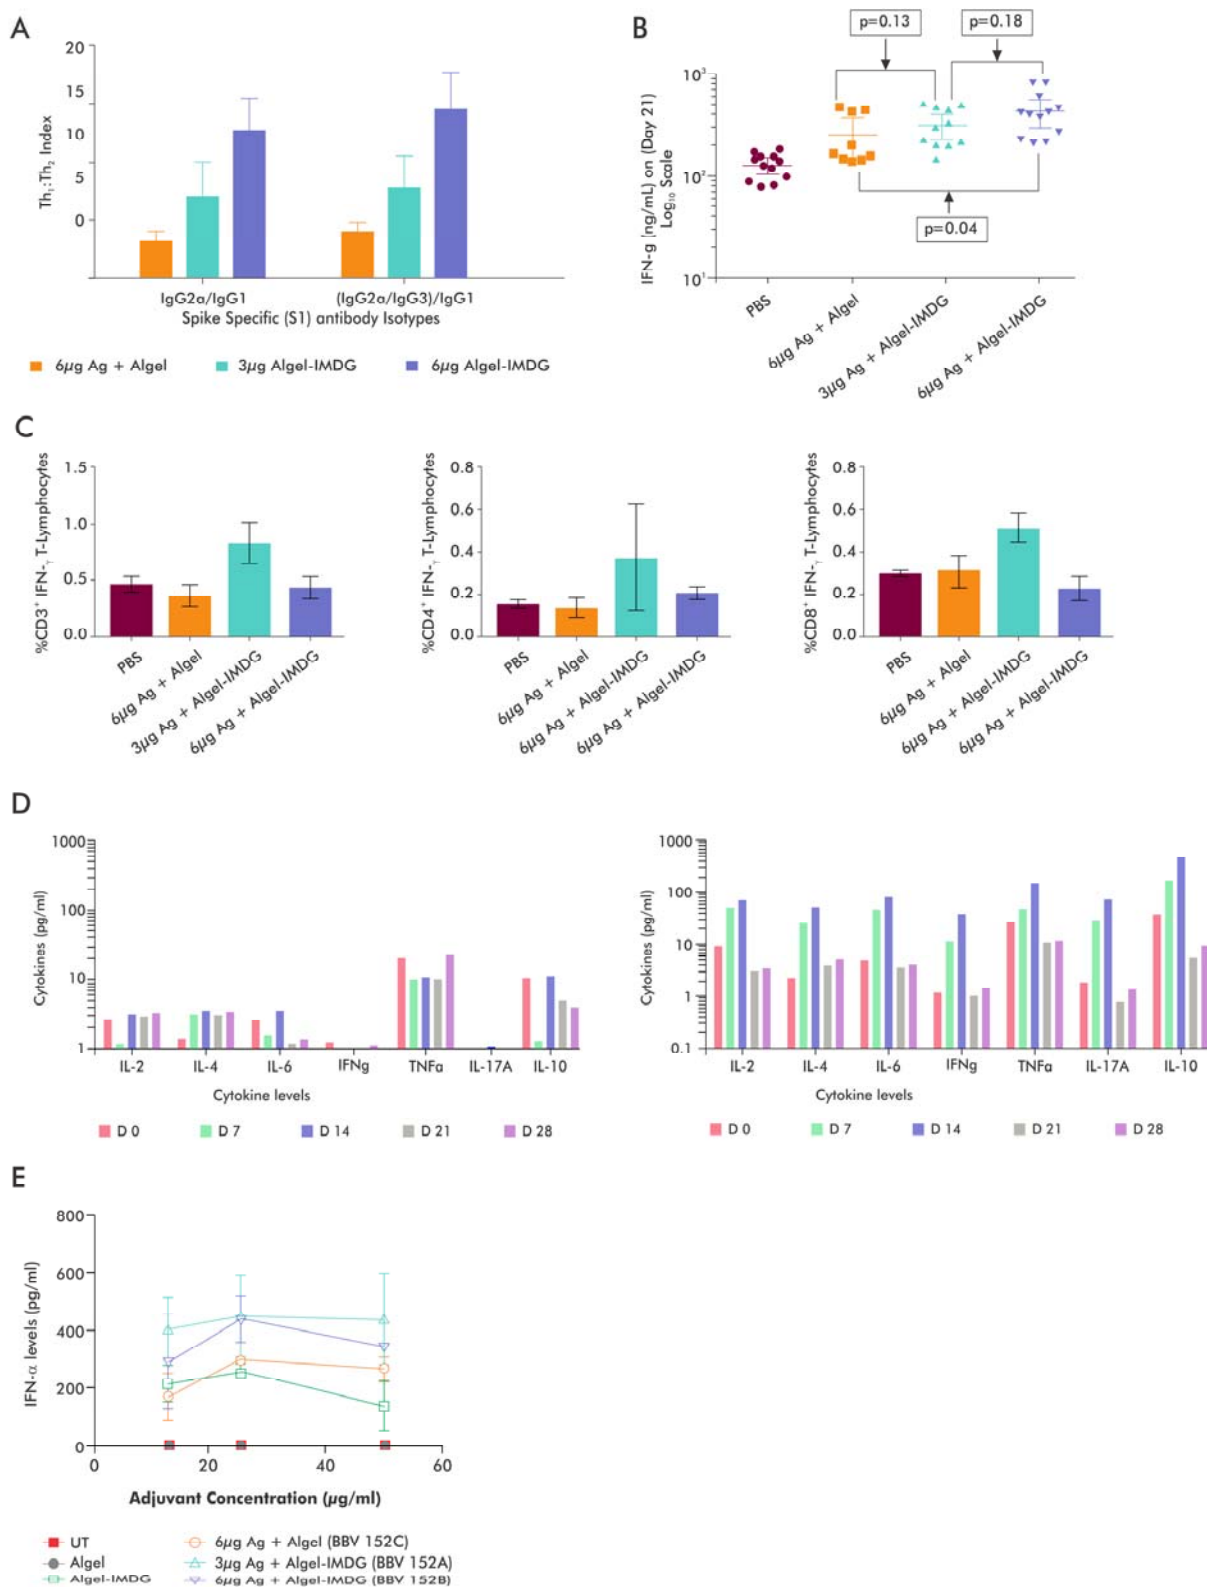 A
20
15
10
5
0
Th₁:Th₂ Index
IgG2α/IgG1
(IgG2α/IgG3)/IgG1
Spike Specific (S1) antibody Isotypes
6μg Ag + Algel
3μg Algel-IMDG
6μg Algel-IMDG
B
p=0.13
p=0.18
p=0.04
10³
10²
10¹
IFN-g (ng/mL) on (Day 21)
Log₁₀ Scale
PBS
6μg Ag + Algel
3μg Ag + Algel-IMDG
6μg Ag + Algel-IMDG
C
%CD3⁺ IFN-γ T-Lymphocytes
1.5
1.0
0.5
0.0
PBS
6μg Ag + Algel
3μg Ag + Algel-IMDG
6μg Ag + Algel-IMDG
%CD4⁺ IFN-γ T-Lymphocytes
0.8
0.6
0.4
0.2
0.0
PBS
6μg Ag + Algel
6μg Ag + Algel-IMDG
6μg Ag + Algel-IMDG
%CD8⁺ IFN-γ T-Lymphocytes
0.8
0.6
0.4
0.2
0.0
PBS
6μg Ag + Algel
6μg Ag + Algel-IMDG
6μg Ag + Algel-IMDG
D
Cytokines (pg/ml)
1000
100
10
1
IL-2 IL-4 IL-6 IFNg TNFα IL-17A IL-10
Cytokine levels
D 0 D 7 D 14 D 21 D 28
Cytokines (pg/ml)
1000
100
10
1
0.1
IL-2 IL-4 IL-6 IFNg TNFα IL-17A IL-10
Cytokine levels
D 0 D 7 D 14 D 21 D 28
E
IFN-α levels (pg/ml)
800
600
400
200
0
0 20 40 60
Adjuvant Concentration (μg/ml)
UT
Algel
Algel-IMDG
6μg Ag + Algel (BBV 152C)
3μg Ag + Algel-IMDG (BBV 152A)
6μg Ag + Algel-IMDG (BBV 152B)